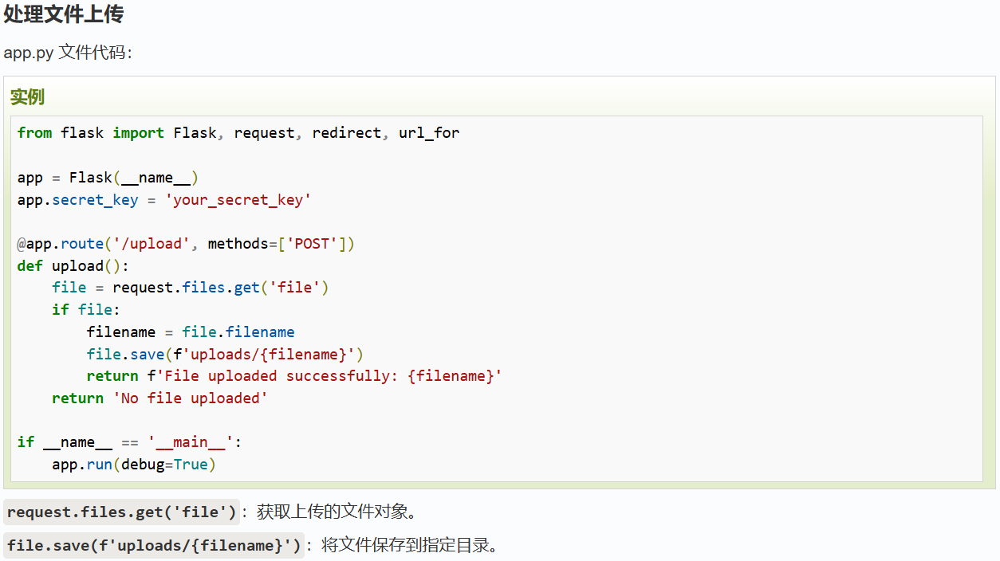 处理文件上传
app.py 文件代码：
实例
from flask import Flask, request, redirect, url_for
app = Flask(__name__)
app.secret_key = 'your_secret_key'
@app.route('/upload', methods=['POST'])
def upload():
    file = request.files.get('file')
    if file:
        filename = file.filename
        file.save(f'uploads/{filename}')
        return f'File uploaded successfully: {filename}'
    return 'No file uploaded'
if __name__ == '__main__':
    app.run(debug=True)
request.files.get('file')：获取上传的文件对象。
file.save(f'uploads/{filename}')：将文件保存到指定目录。